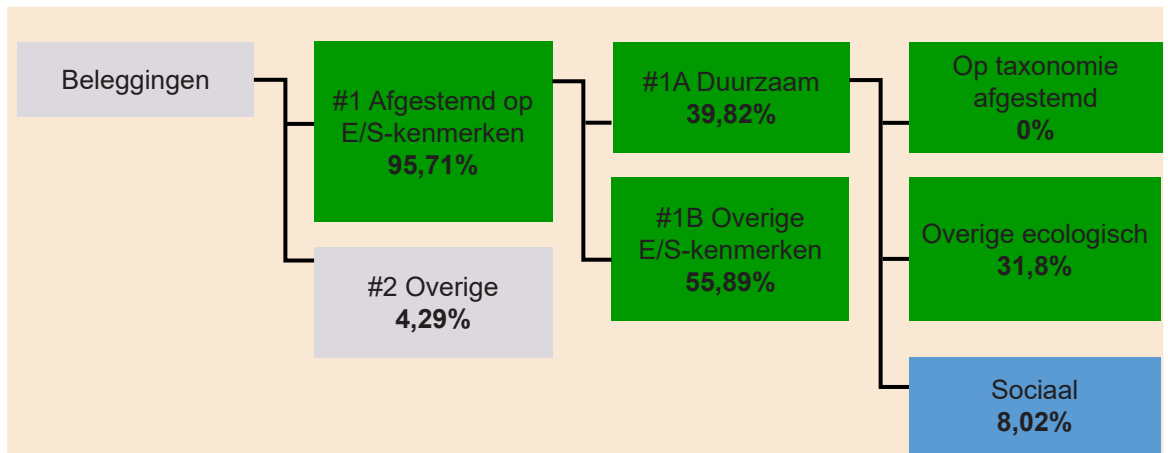 Beleggingen
#1 Afgestemd op
E/S-kenmerken
95,71%
#2 Overige
4,29%
#1A Duurzaam
39,82%
#1B Overige
E/S-kenmerken
55,89%
Op taxonomie
afgestemd
0%
Overige ecologisch
31,8%
Sociaal
8,02%